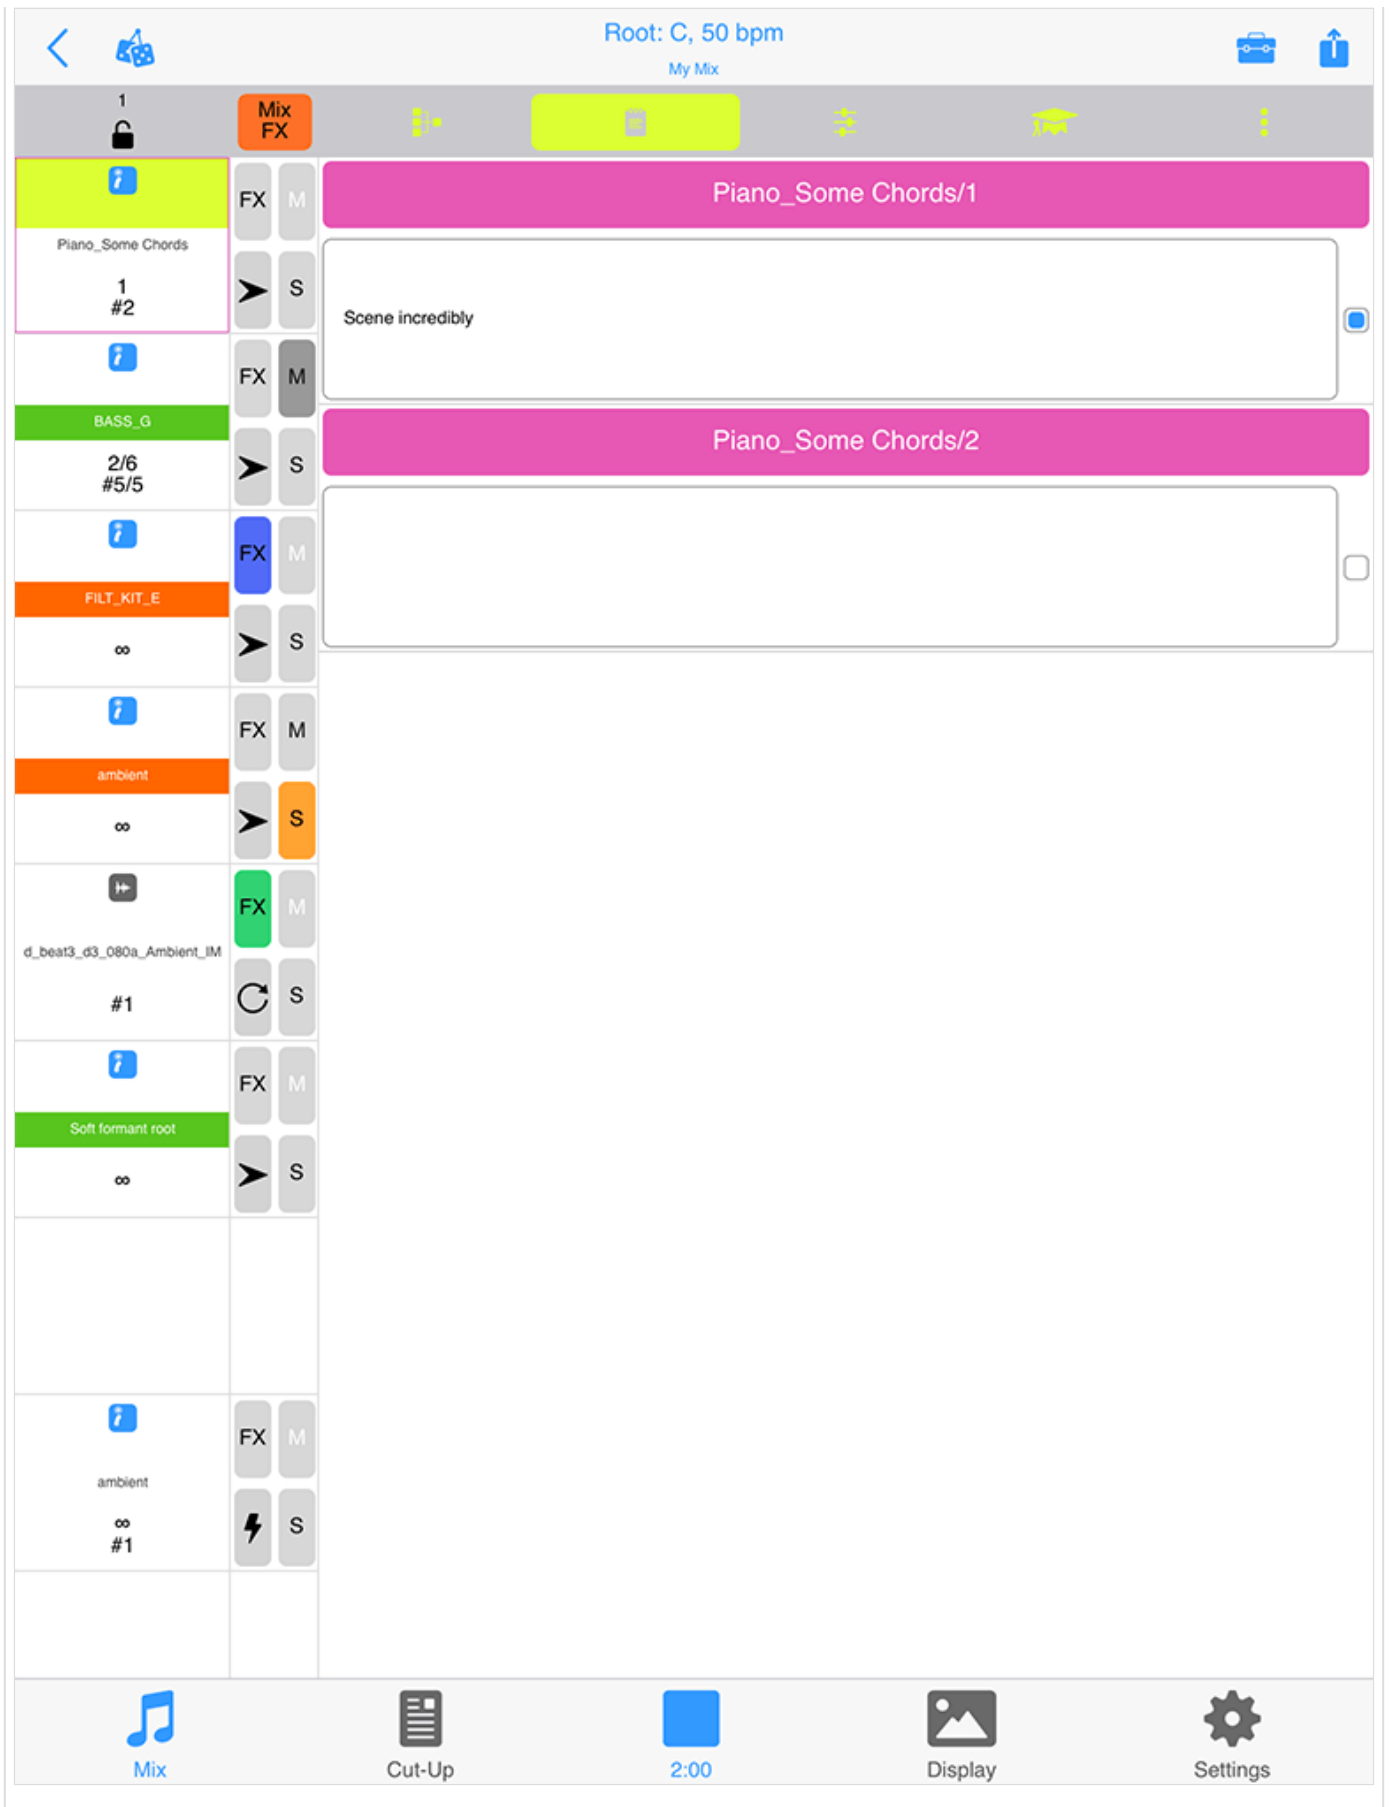 Root: C, 50 bpm
My Mix
1
Mix
FX
FX M
Piano_Some Chords
1
#2
S
Piano_Some Chords/1
Scene incredibly
FX M
BASS_G
2/6
#5/5
S
Piano_Some Chords/2
FX M
FILT_KIT_E
∞
S
FX M
ambient
∞
S
FX M
d_beat3_d3_080a_Ambient_IM
#1
S
FX M
Soft formant root
∞
S
FX M
ambient
∞
#1
S
Mix
Cut-Up
2:00
Display
Settings